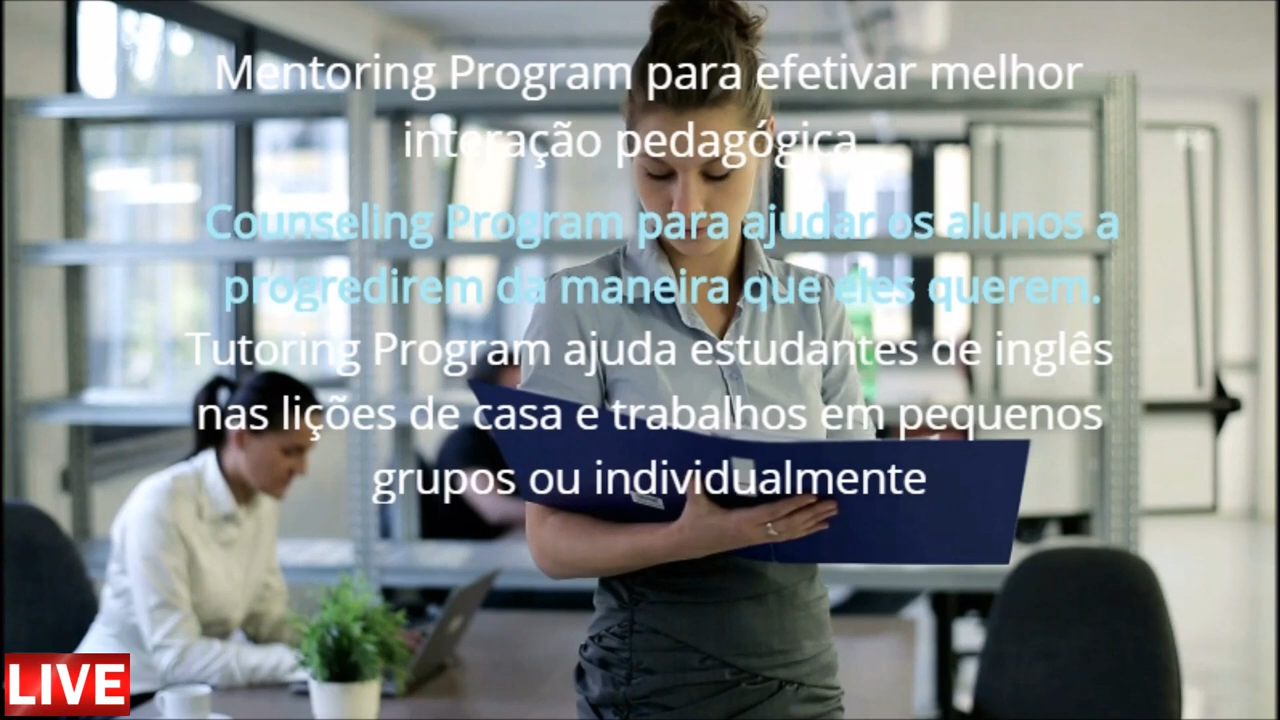 Mentoring Program para efetivar melhor
interação pedagógica
Counseling Program para ajudar os alunos a
progredirem da maneira que eles querem.
Tutoring Program ajuda estudantes de inglês
nas lições de casa e trabalhos em pequenos
grupos ou individualmente
LIVE